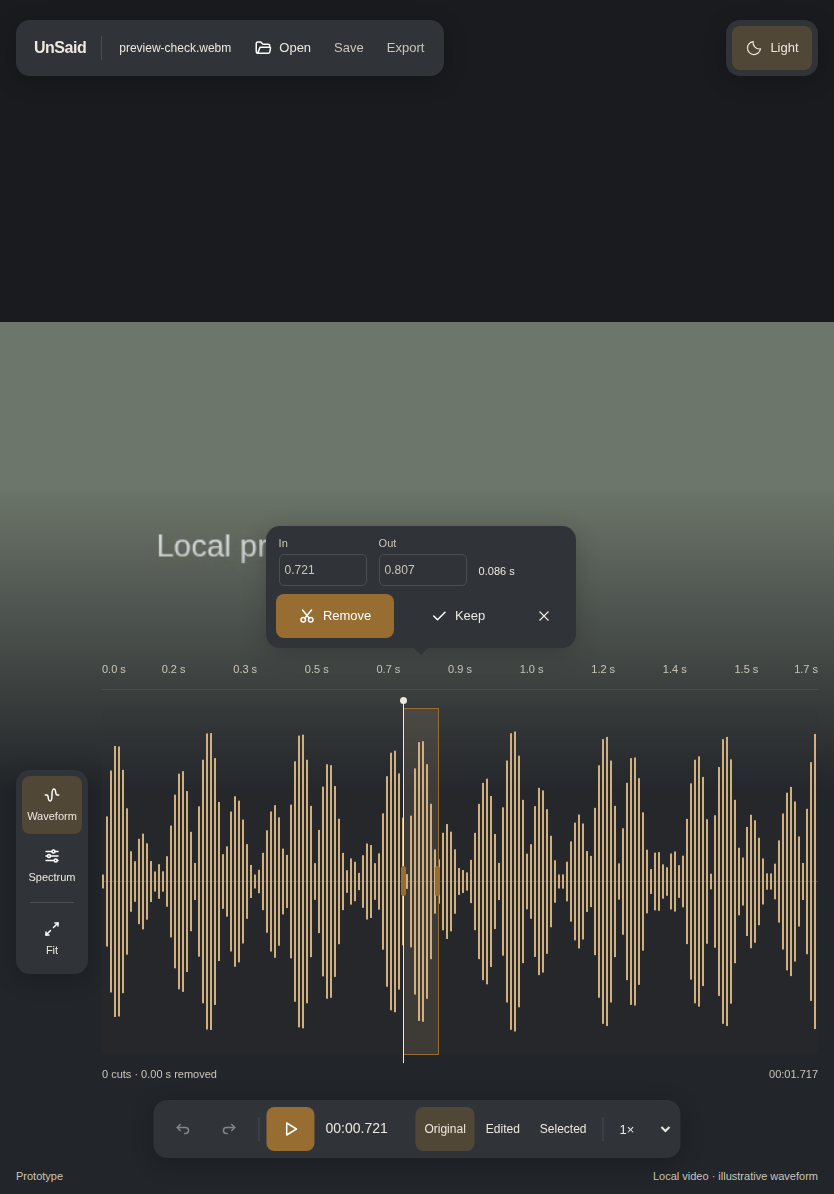 UnSaid preview-check.webm Open Save Export Light
Local pr
In Out
0.721 0.807 0.086 s
Remove Keep
0.0 s 0.2 s 0.3 s 0.5 s 0.7 s 0.9 s 1.0 s 1.2 s 1.4 s 1.5 s 1.7 s
Waveform
Spectrum
Fit
0 cuts · 0.00 s removed 00:01.717
00:00.721 Original Edited Selected 1×
Prototype Local video · illustrative waveform